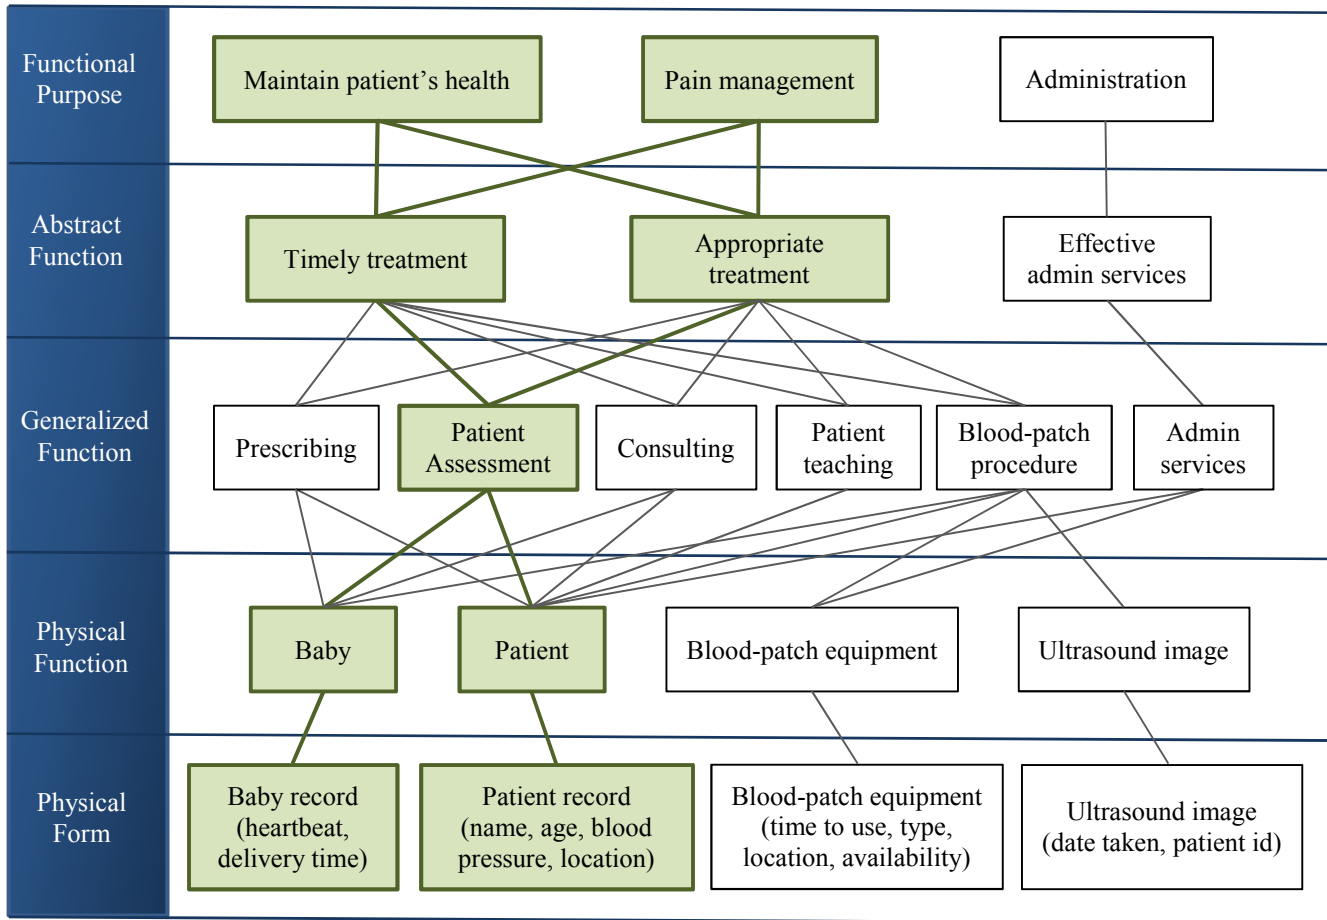 Functional
Purpose
Maintain patient's health
Pain management
Administration
Abstract
Function
Timely treatment
Appropriate
treatment
Effective
admin services
Generalized
Function
Prescribing
Patient
Assessment
Consulting
Patient
teaching
Blood-patch
procedure
Admin
services
Physical
Function
Baby
Patient
Blood-patch equipment
Ultrasound image
Physical
Form
Baby record
(heartbeat,
delivery time)
Patient record
(name, age, blood
pressure, location)
Blood-patch equipment
(time to use, type,
location, availability)
Ultrasound image
(date taken, patient id)